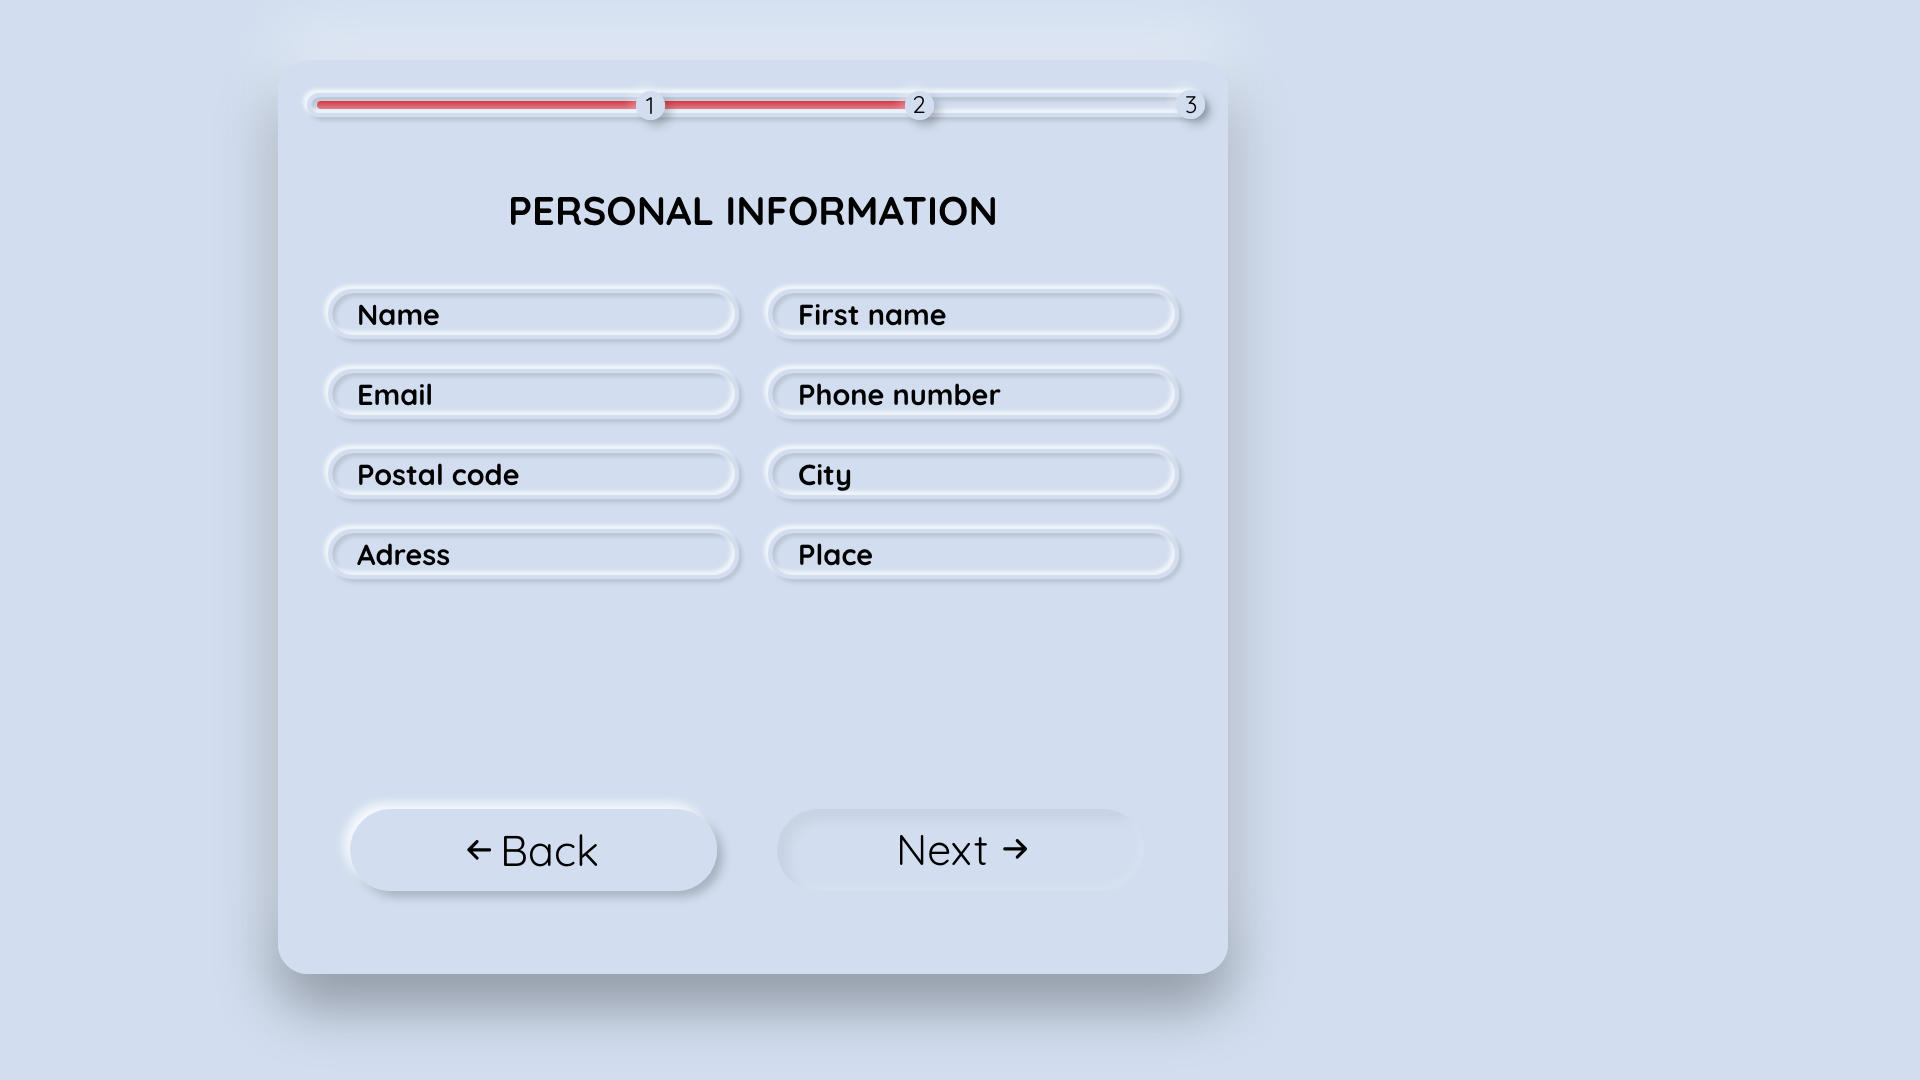 1 2 3
PERSONAL INFORMATION
Name First name
Email Phone number
Postal code City
Adress Place
← Back Next →